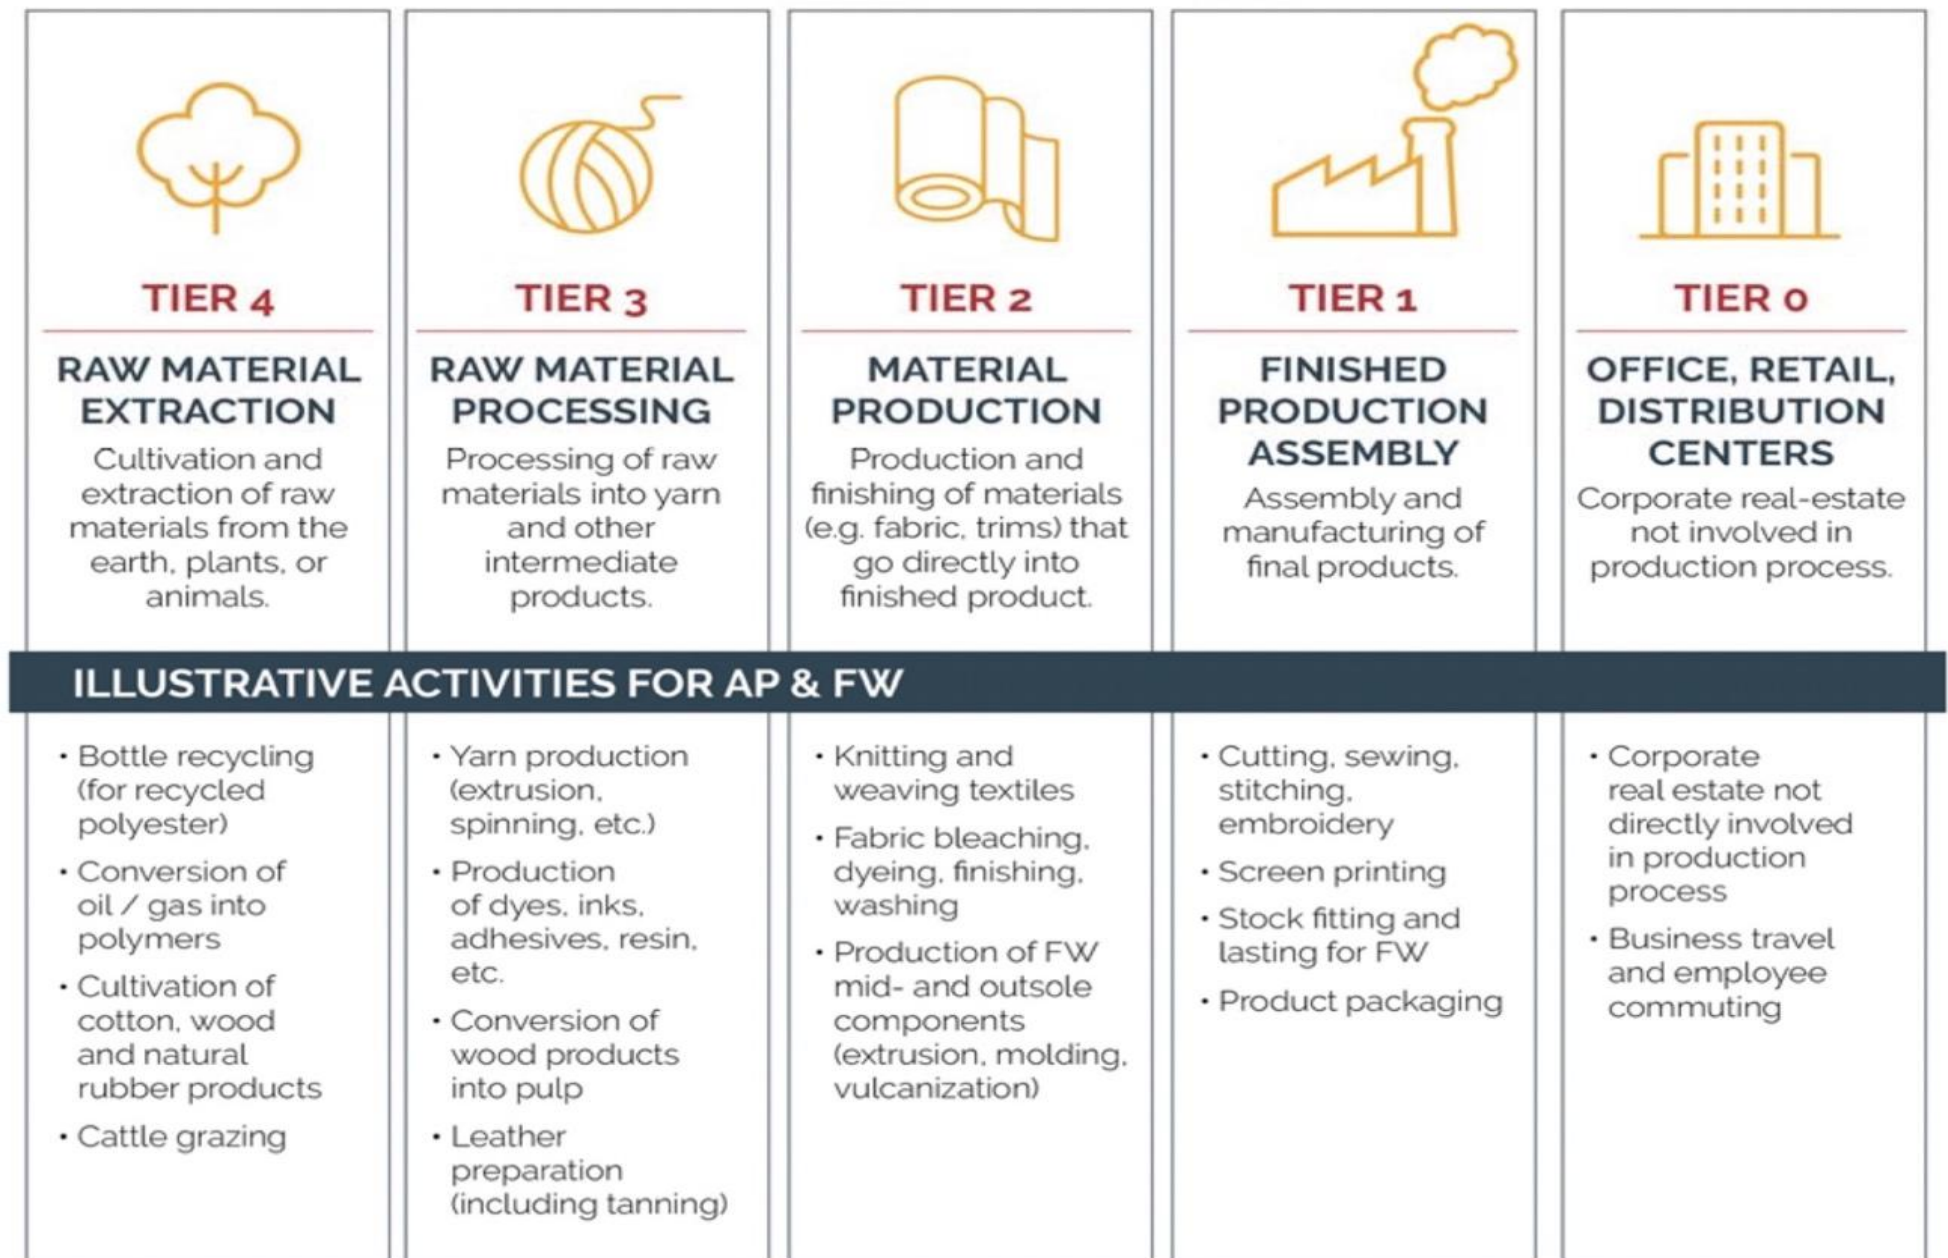 TIER 4
RAW MATERIAL
EXTRACTION
Cultivation and
extraction of raw
materials from the
earth, plants, or
animals.
TIER 3
RAW MATERIAL
PROCESSING
Processing of raw
materials into yarn
and other
intermediate
products.
TIER 2
MATERIAL
PRODUCTION
Production and
finishing of materials
(e.g. fabric, trims) that
go directly into
finished product.
TIER 1
FINISHED
PRODUCTION
ASSEMBLY
Assembly and
manufacturing of
final products.
TIER 0
OFFICE, RETAIL,
DISTRIBUTION
CENTERS
Corporate real-estate
not involved in
production process.
ILLUSTRATIVE ACTIVITIES FOR AP & FW
• Bottle recycling
(for recycled
polyester)
• Conversion of
oil / gas into
polymers
• Cultivation of
cotton, wood
and natural
rubber products
• Cattle grazing
• Yarn production
(extrusion,
spinning, etc.)
• Production
of dyes, inks,
adhesives, resin,
etc.
• Conversion of
wood products
into pulp
• Leather
preparation
(including tanning)
• Knitting and
weaving textiles
• Fabric bleaching,
dyeing, finishing,
washing
• Production of FW
mid- and outsole
components
(extrusion, molding,
vulcanization)
• Cutting, sewing,
stitching,
embroidery
• Screen printing
• Stock fitting and
lasting for FW
• Product packaging
• Corporate
real estate not
directly involved
in production
process
• Business travel
and employee
commuting